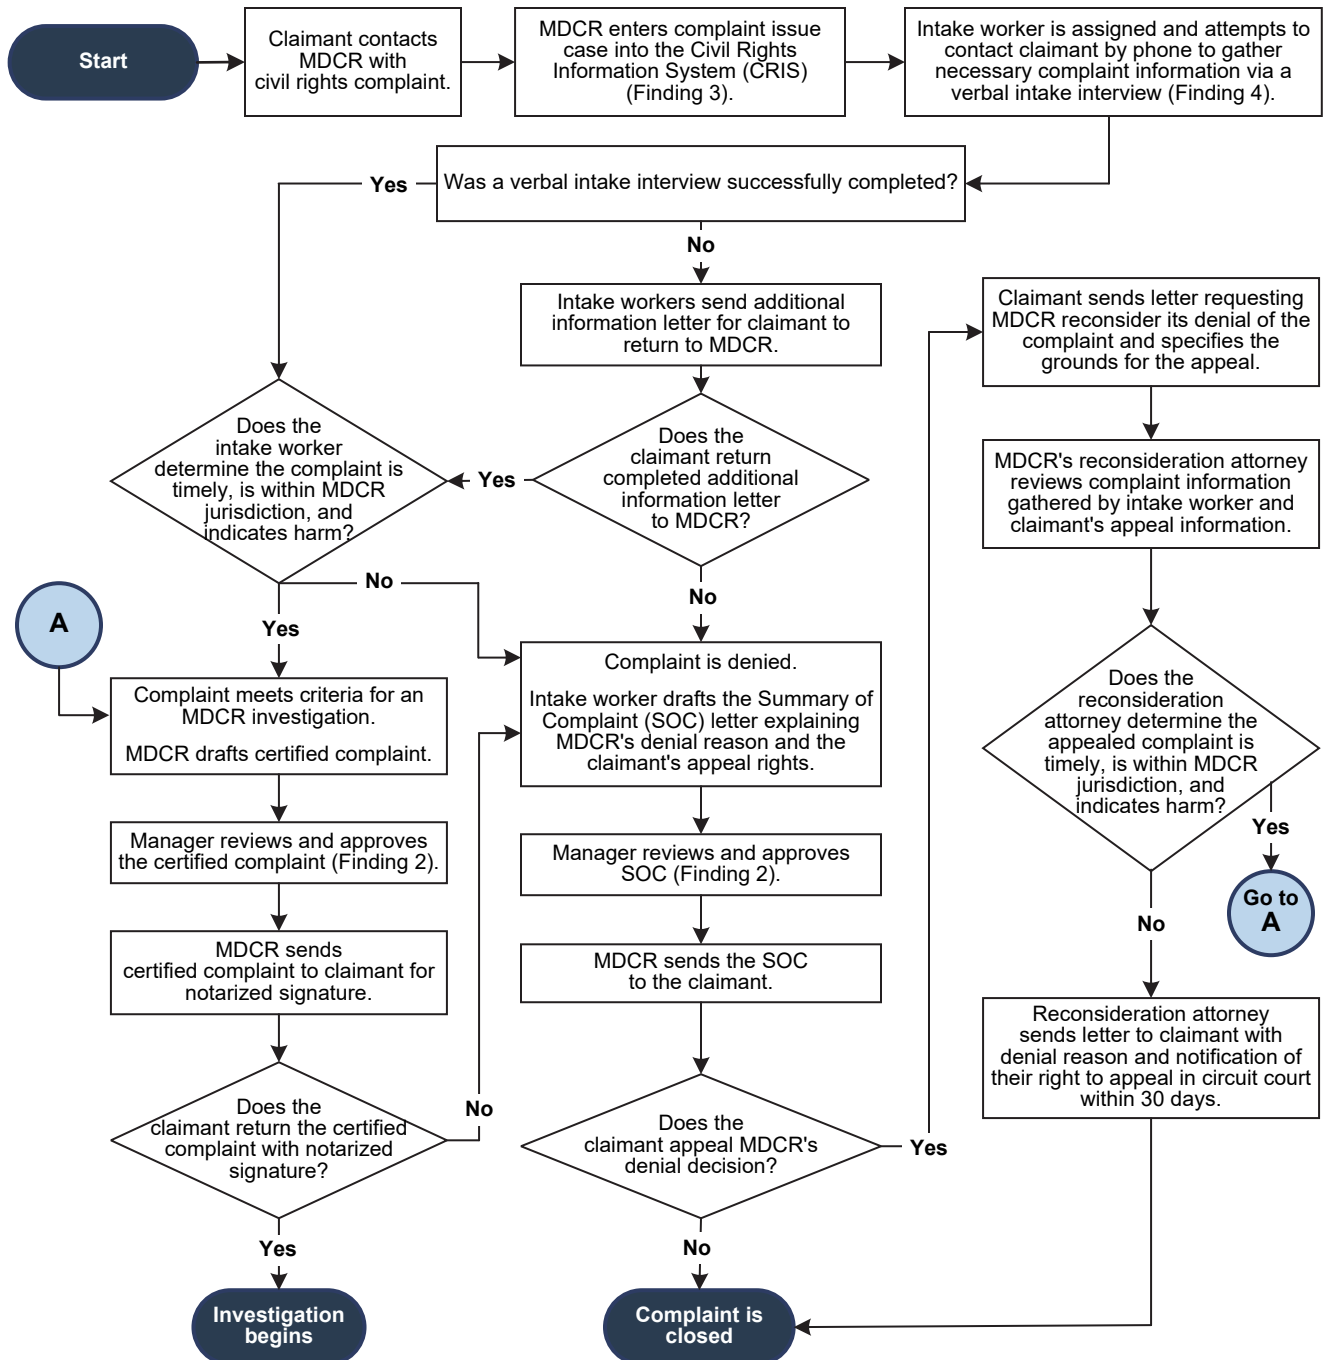 Start
Claimant contacts
MDCR with
civil rights complaint.
MDCR enters complaint issue
case into the Civil Rights
Information System (CRIS)
(Finding 3).
Intake worker is assigned and attempts to
contact claimant by phone to gather
necessary complaint information via a
verbal intake interview (Finding 4).
Was a verbal intake interview successfully completed?
Yes
No
Intake workers send additional
information letter for claimant to
return to MDCR.
Claimant sends letter requesting
MDCR reconsider its denial of the
complaint and specifies the
grounds for the appeal.
Does the
intake worker
determine the complaint is
timely, is within MDCR
jurisdiction, and
indicates harm?
Yes
Does the
claimant return
completed additional
information letter
to MDCR?
MDCR's reconsideration attorney
reviews complaint information
gathered by intake worker and
claimant's appeal information.
No
No
A
Yes
Complaint meets criteria for an
MDCR investigation.
MDCR drafts certified complaint.
Complaint is denied.
Intake worker drafts the Summary of
Complaint (SOC) letter explaining
MDCR's denial reason and the
claimant's appeal rights.
Does the
reconsideration
attorney determine the
appealed complaint is
timely, is within MDCR
jurisdiction, and
indicates harm?
Yes
Go to
A
No
Manager reviews and approves
the certified complaint (Finding 2).
Manager reviews and approves
SOC (Finding 2).
MDCR sends
certified complaint to claimant for
notarized signature.
MDCR sends the SOC
to the claimant.
Reconsideration attorney
sends letter to claimant with
denial reason and notification of
their right to appeal in circuit court
within 30 days.
Does the
claimant return the certified
complaint with notarized
signature?
No
Does the
claimant appeal MDCR's
denial decision?
Yes
Yes
No
Investigation
begins
Complaint is
closed